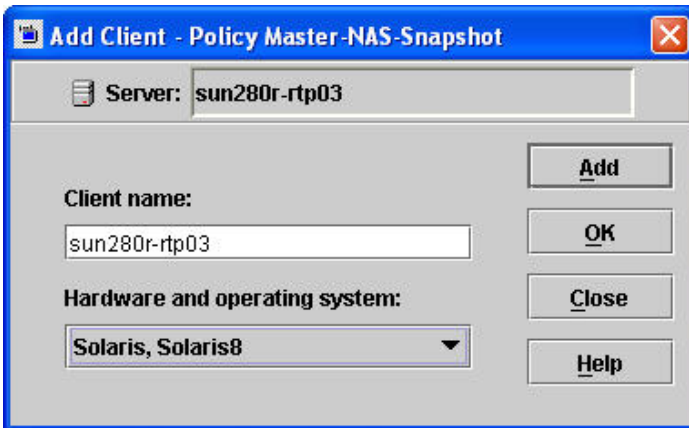 Add Client - Policy Master-NAS-Snapshot
Server: sun280r-rtp03
Add
Client name:
sun280r-rtp03
OK
Hardware and operating system:
Close
Solaris, Solaris8
Help